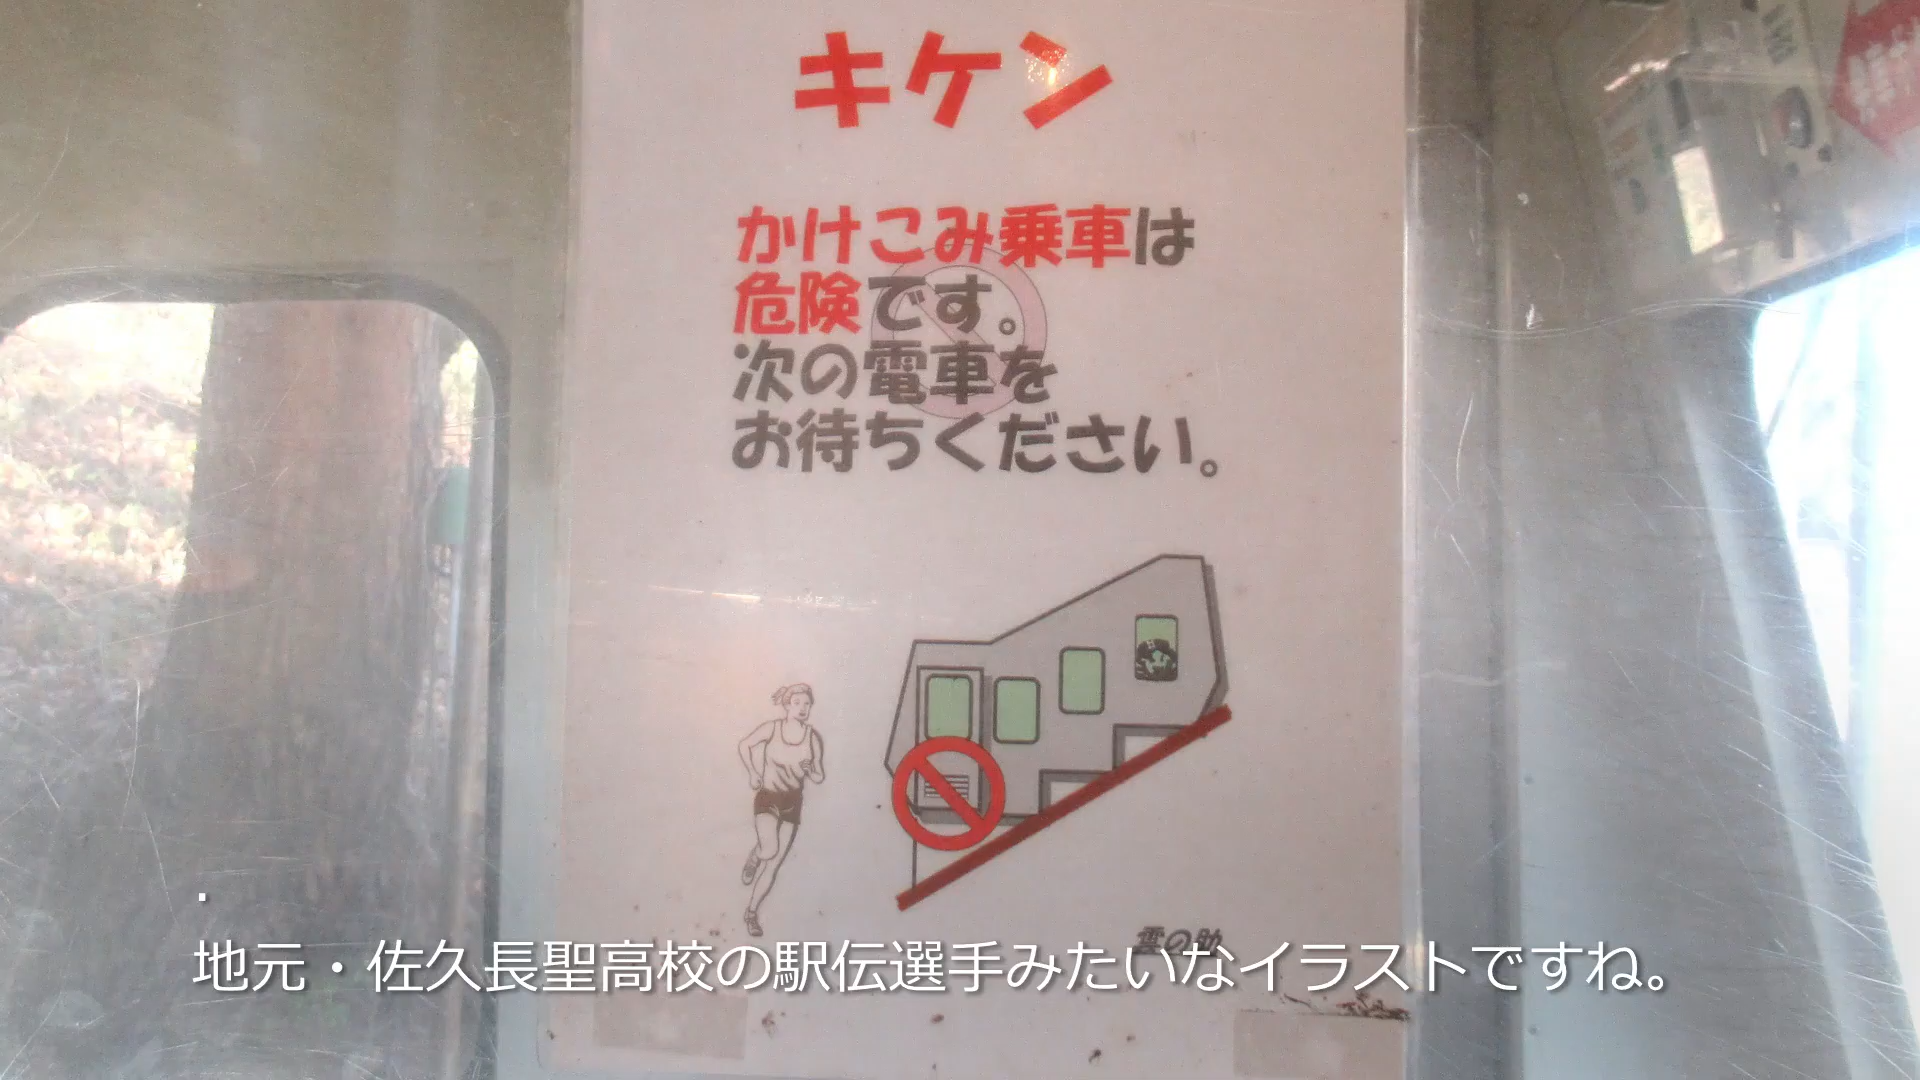 キケン
かけこみ乗車は
危険です。
次の電車を
お待ちください。
雲の助
.
地元・佐久長聖高校の駅伝選手みたいなイラストですね。